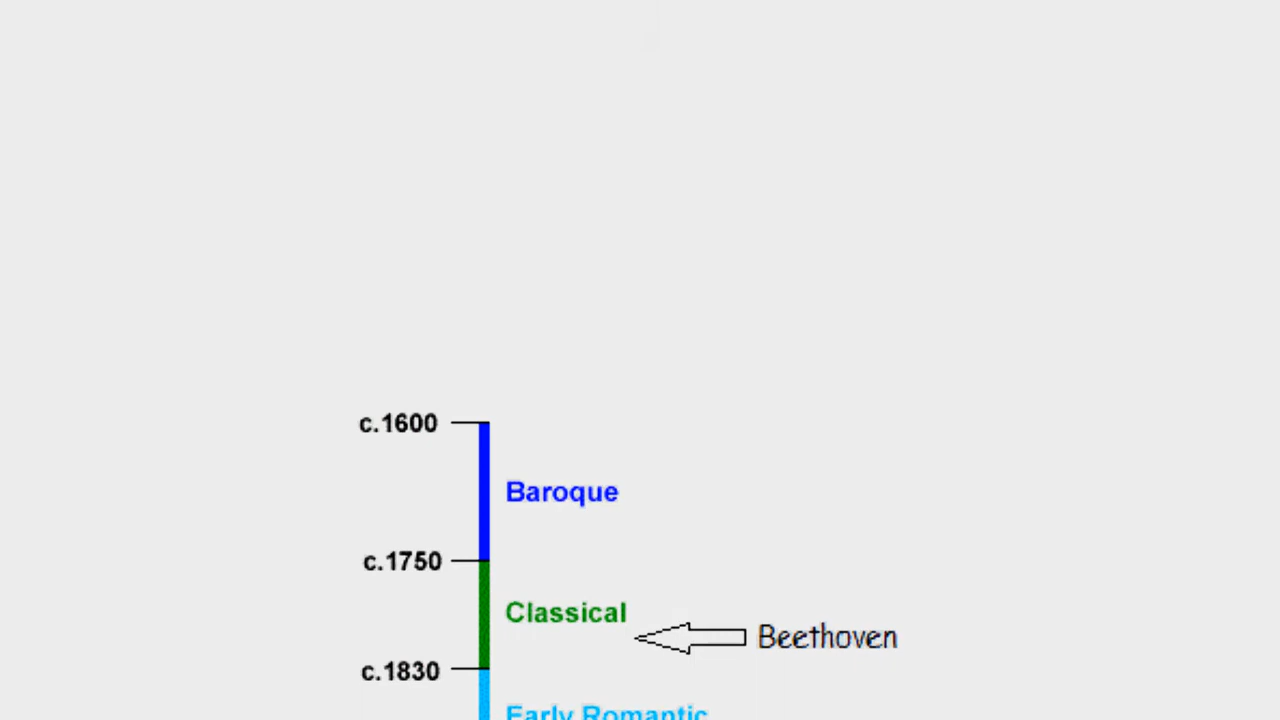 c.1600
Baroque
c.1750
Classical
Beethoven
c.1830
Early Romantic